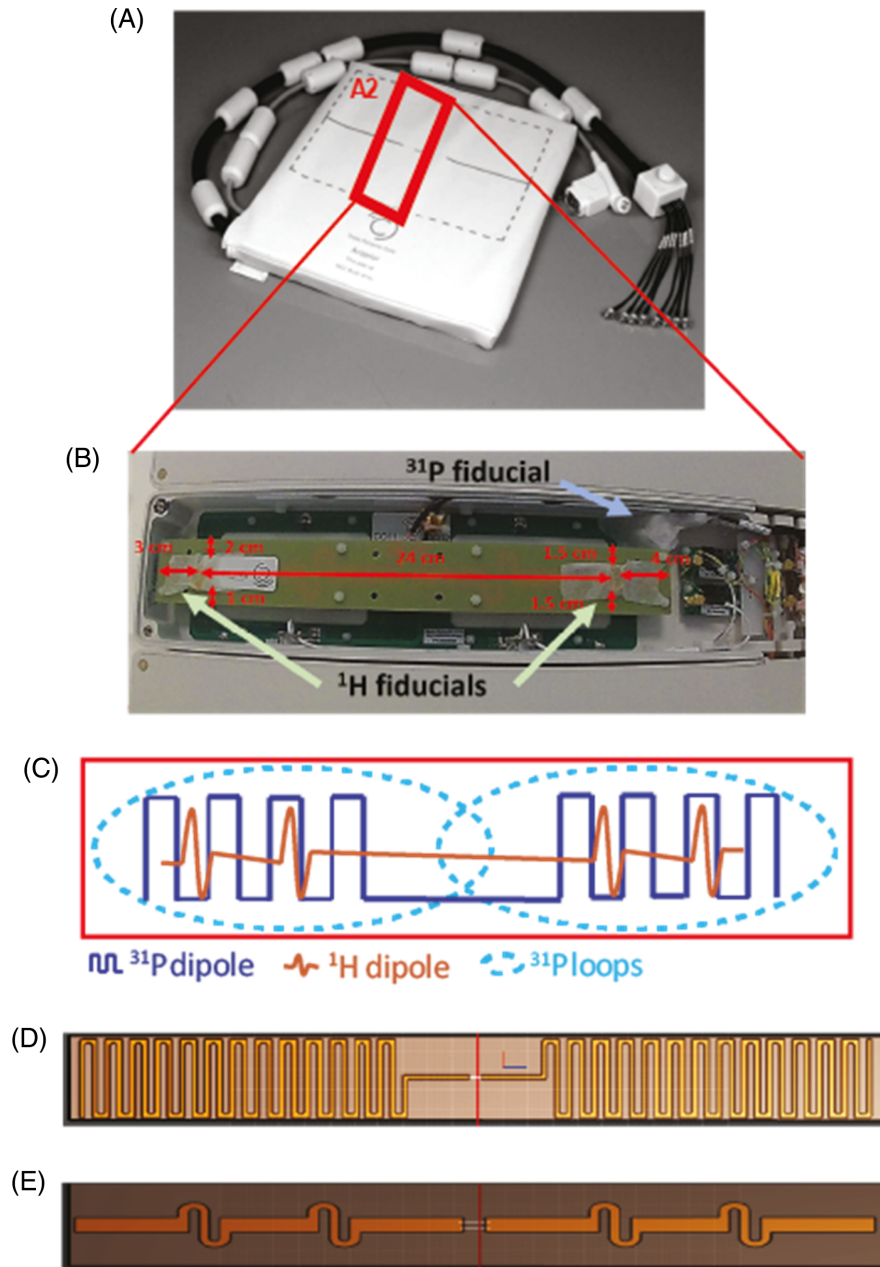 (A)
A2
(B)
³¹P fiducial
3 cm
2 cm
24 cm
1.5 cm
4 cm
1 cm
1.5 cm
¹H fiducials
(C)
³¹P dipole
¹H dipole
³¹P loops
(D)
(E)